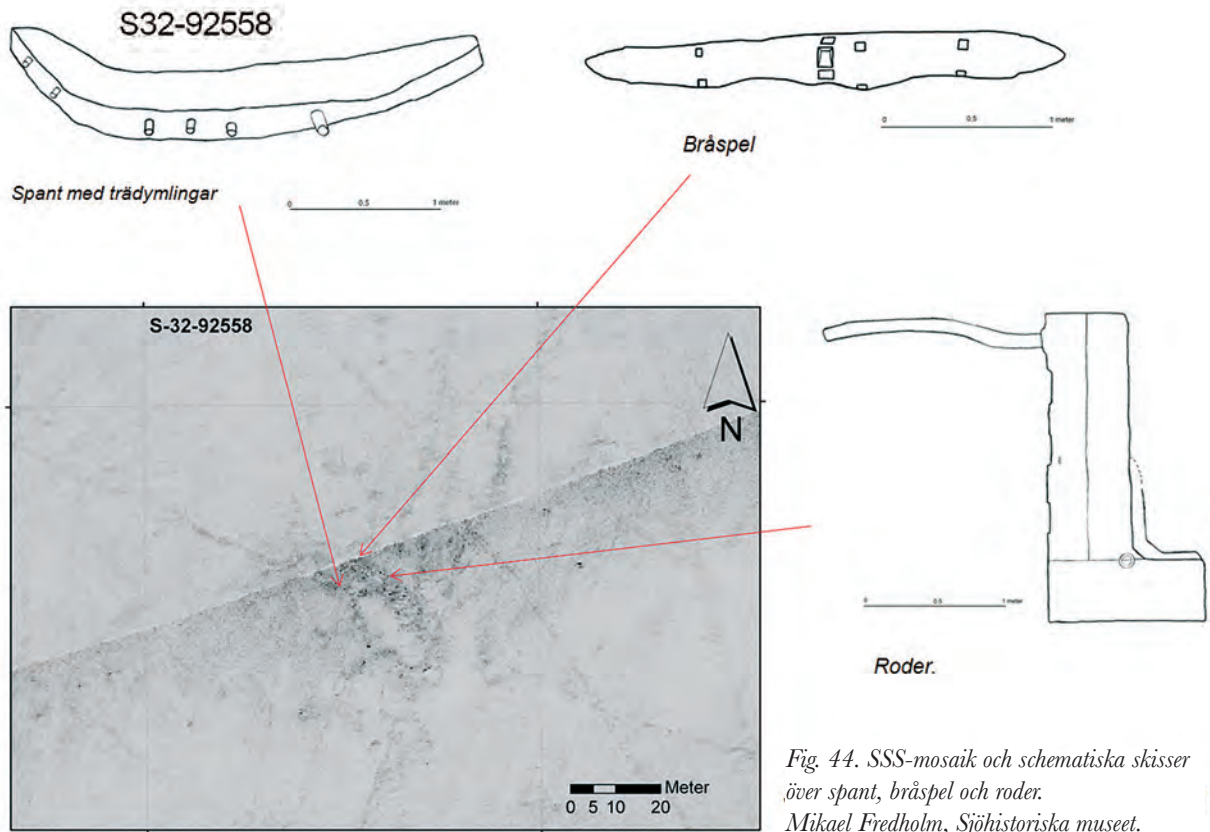 S32-92558
Spant med trädymlingar
0 0.5 1 meter
Bråspel
0 0.5 1 meter
S-32-92558
N
Meter
0 5 10 20
0 0.5 1 meter
Roder.
Fig. 44. SSS-mosaik och schematiska skisser
över spant, bråspel och roder.
Mikael Fredholm, Sjöhistoriska museet.